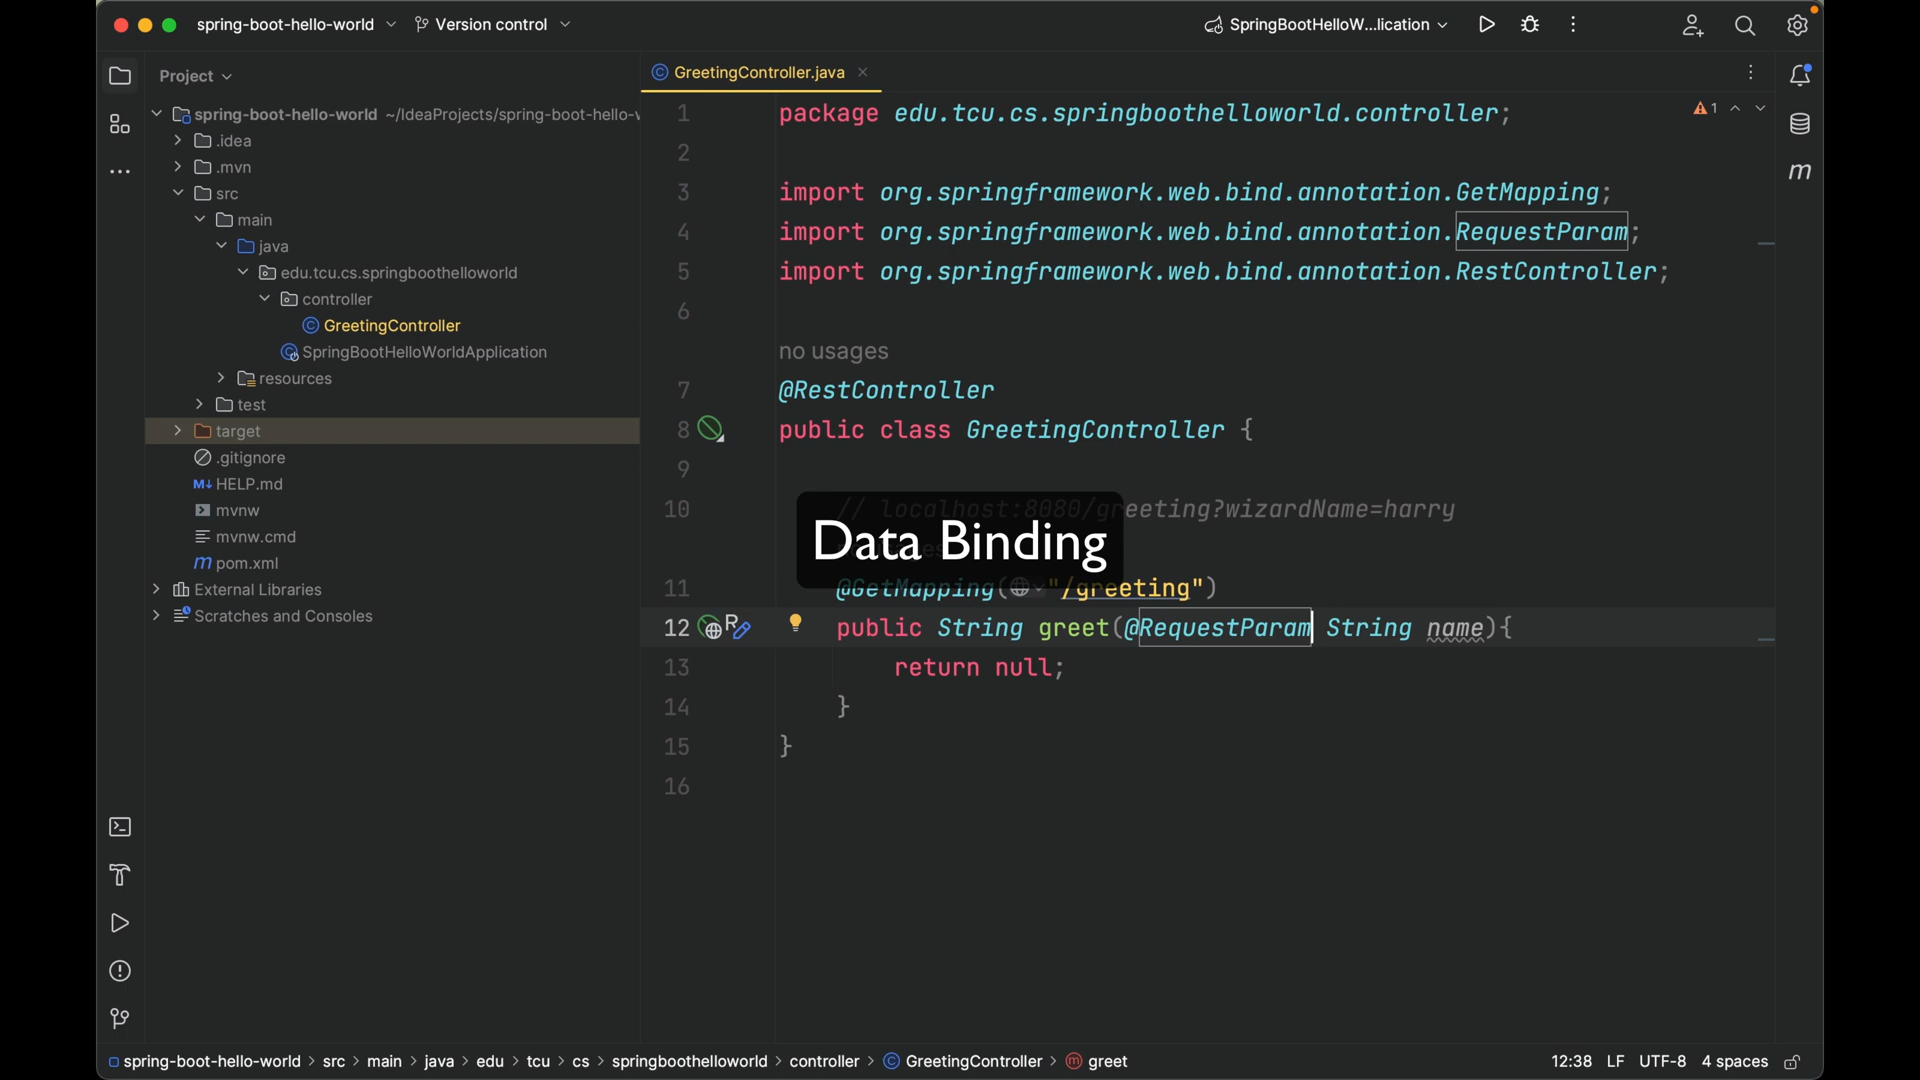 spring-boot-hello-world
Version control
SpringBootHelloW...lication
Project
spring-boot-hello-world ~/IdeaProjects/spring-boot-hello-w
.idea
.mvn
src
main
java
edu.tcu.cs.springboothelloworld
controller
GreetingController
SpringBootHelloWorldApplication
resources
test
target
.gitignore
M↓ HELP.md
mvnw
mvnw.cmd
m pom.xml
External Libraries
Scratches and Consoles
GreetingController.java
1
1 package edu.tcu.cs.springboothelloworld.controller;
2
3 import org.springframework.web.bind.annotation.GetMapping;
4 import org.springframework.web.bind.annotation.RequestParam;
5 import org.springframework.web.bind.annotation.RestController;
6
no usages
7 @RestController
8 public class GreetingController {
9
10 // localhost:8080/greeting?wizardName=harry
Data Binding
11 @GetMapping("/greeting")
12 public String greet(@RequestParam String name){
13 return null;
14 }
15 }
16
m
spring-boot-hello-world > src > main > java > edu > tcu > cs > springboothelloworld > controller > GreetingController > greet
12:38 LF UTF-8 4 spaces